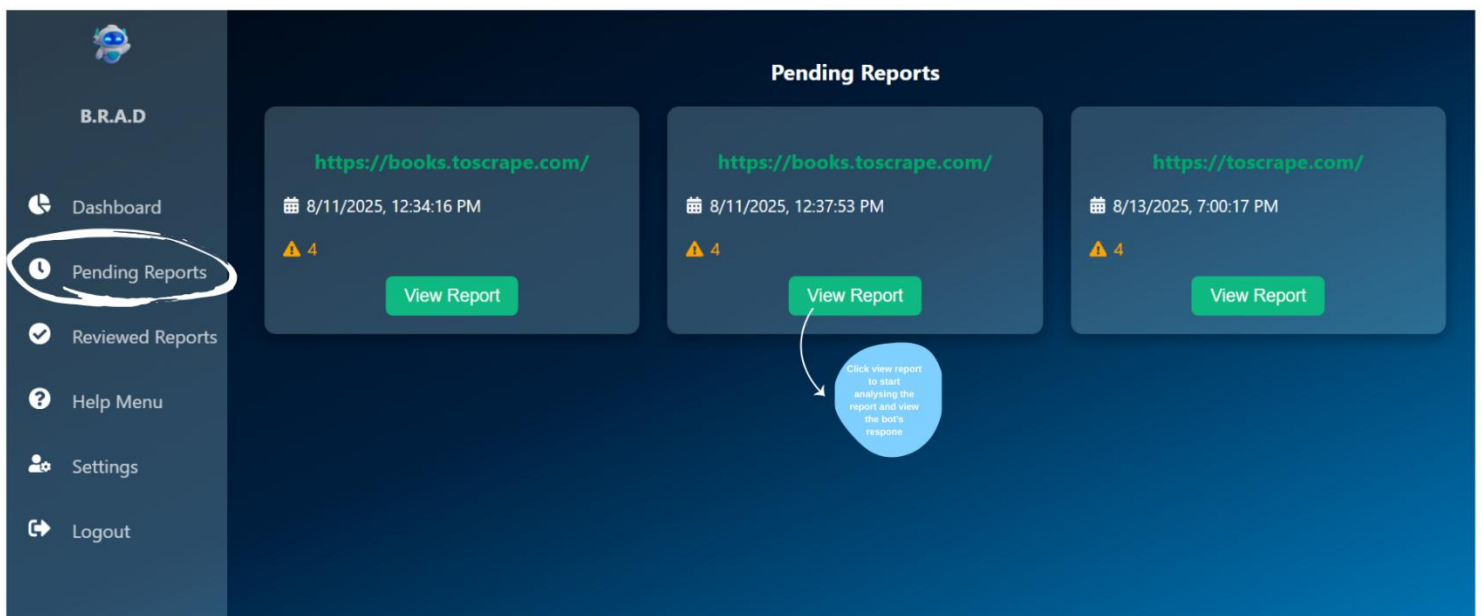 B.R.A.D
Dashboard
Pending Reports
Reviewed Reports
Help Menu
Settings
Logout
Pending Reports
https://books.toscrape.com/
8/11/2025, 12:34:16 PM
4
View Report
https://books.toscrape.com/
8/11/2025, 12:37:53 PM
4
View Report
https://toscrape.com/
8/13/2025, 7:00:17 PM
4
View Report
Click view report
to start
analysing the
report and view
the bot's
respone